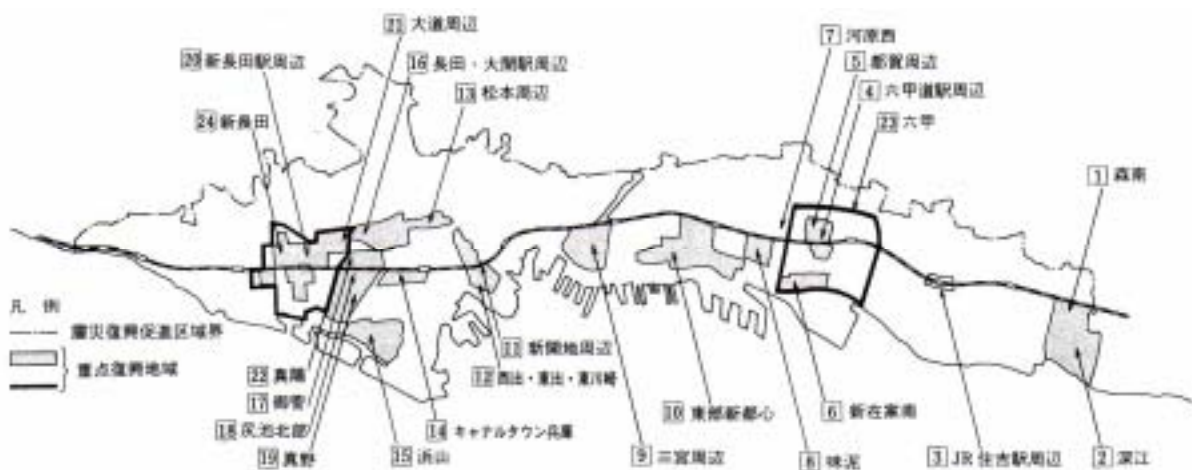 21 大道周辺
20 新長田駅周辺
16 長田・大開駅周辺
13 松本周辺
24 新長田
7 河原西
5 都賀周辺
4 六甲道駅周辺
23 六甲
1 森南
凡 例
震災復興促進区域界
重点復興地域
22 真陽
17 御菅
18 尻池北部
19 真野
15 浜山
14 キャナルタウン兵庫
11 新開地周辺
12 西出・東出・東川崎
9 三宮周辺
10 東部新都心
8 味泥
6 新在家南
3 JR住吉駅周辺
2 深江